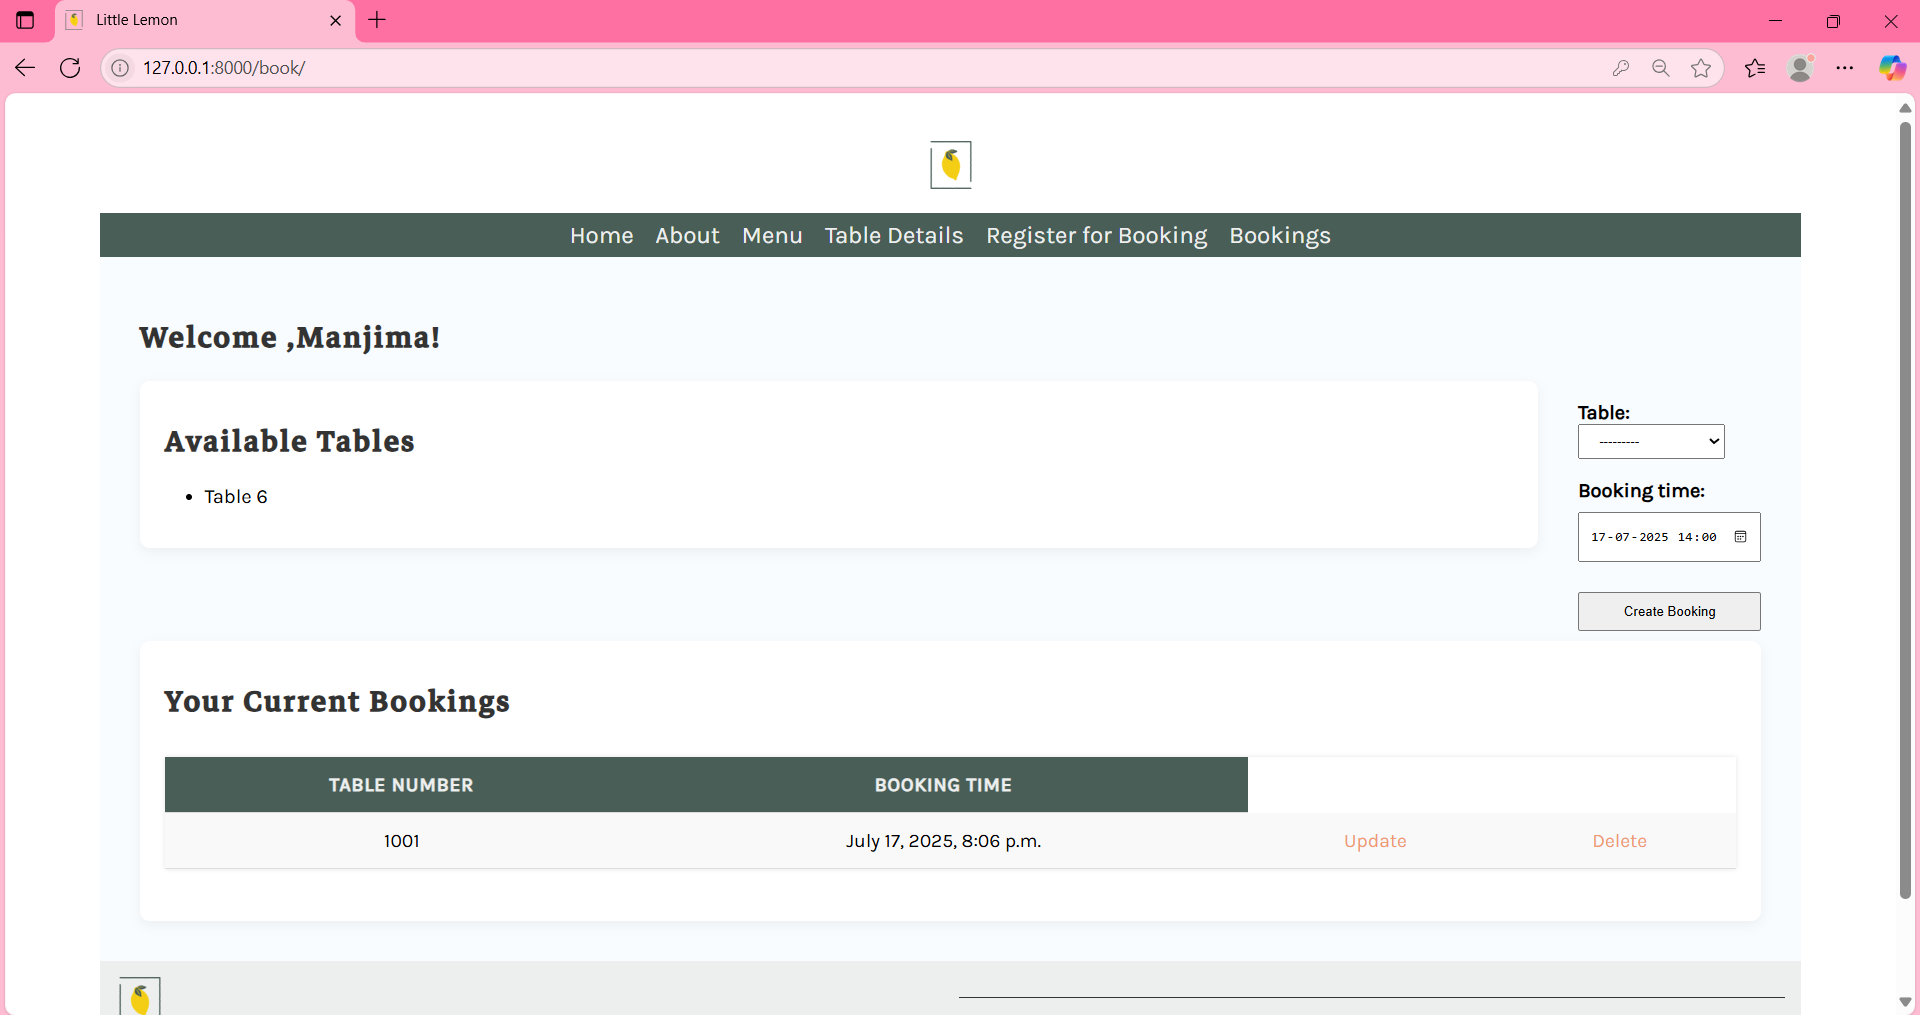 Little Lemon
127.0.0.1:8000/book/
Home About Menu Table Details Register for Booking Bookings
Welcome ,Manjima!
Available Tables
• Table 6
Table:
---------
Booking time:
17-07-2025 14:00
Create Booking
Your Current Bookings
TABLE NUMBER BOOKING TIME
1001 July 17, 2025, 8:06 p.m. Update Delete